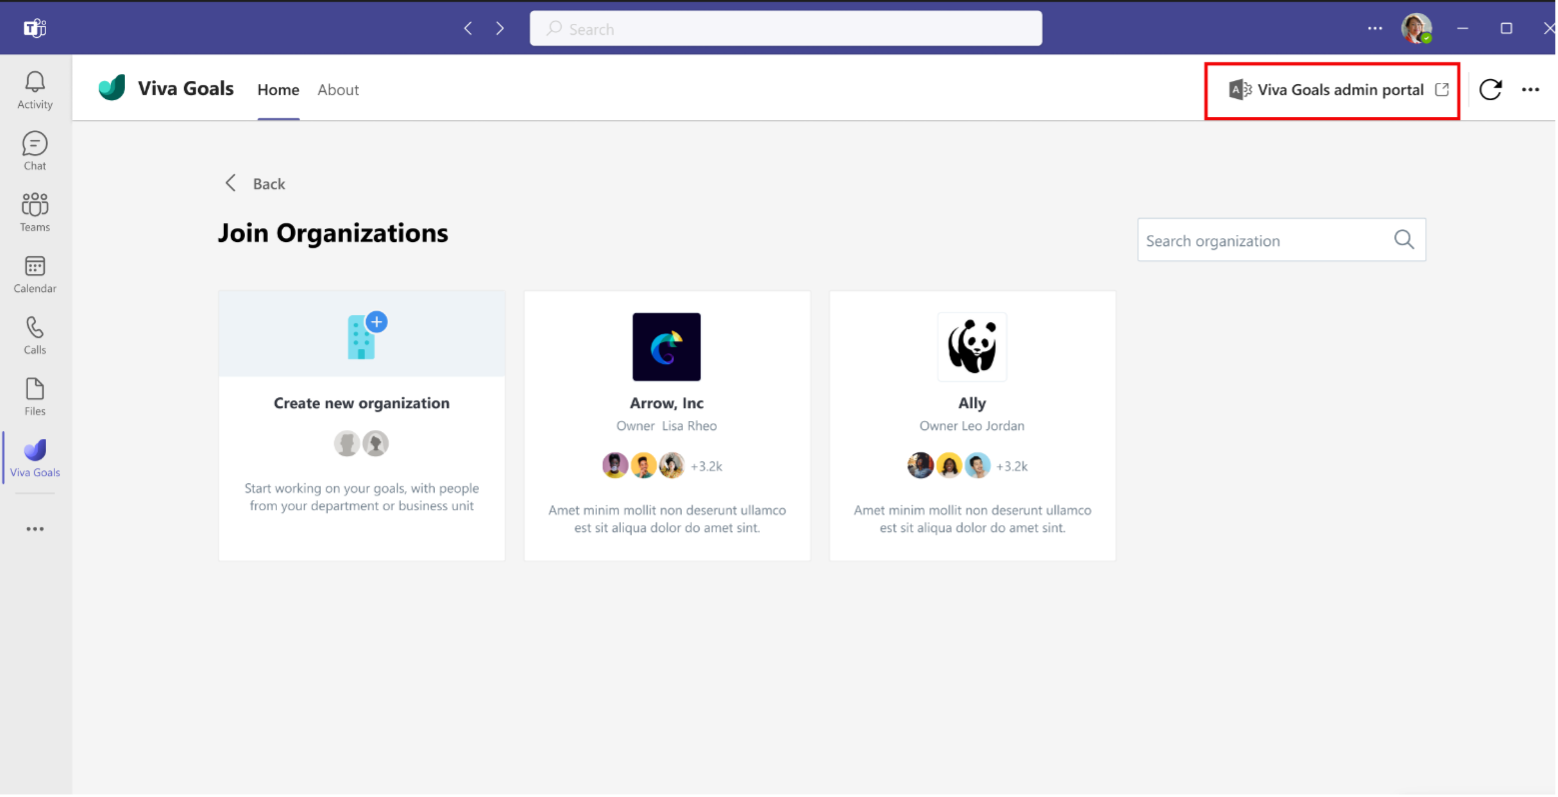 Search
Activity
Chat
Teams
Calendar
Calls
Files
Viva Goals
Viva Goals
Home
About
Viva Goals admin portal
Back
Join Organizations
Search organization
Create new organization
Start working on your goals, with people
from your department or business unit
Arrow, Inc
Owner Lisa Rheo
+3.2k
Amet minim mollit non deserunt ullamco
est sit aliqua dolor do amet sint.
Ally
Owner Leo Jordan
+3.2k
Amet minim mollit non deserunt ullamco
est sit aliqua dolor do amet sint.